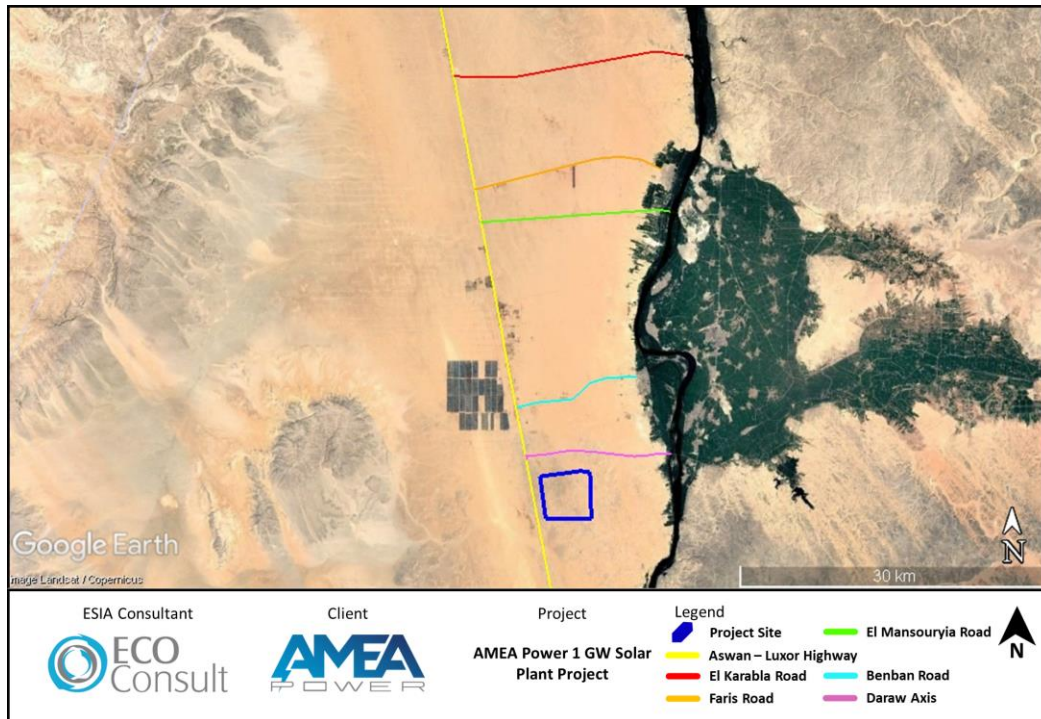 Google Earth
Image Landsat / Copernicus
N
30 km
ESIA Consultant
ECO
Consult
Client
AMEA
POWER
Project
AMEA Power 1 GW Solar
Plant Project
Legend
Project Site
Aswan – Luxor Highway
El Karabla Road
Faris Road
El Mansouryia Road
Benban Road
Daraw Axis
N